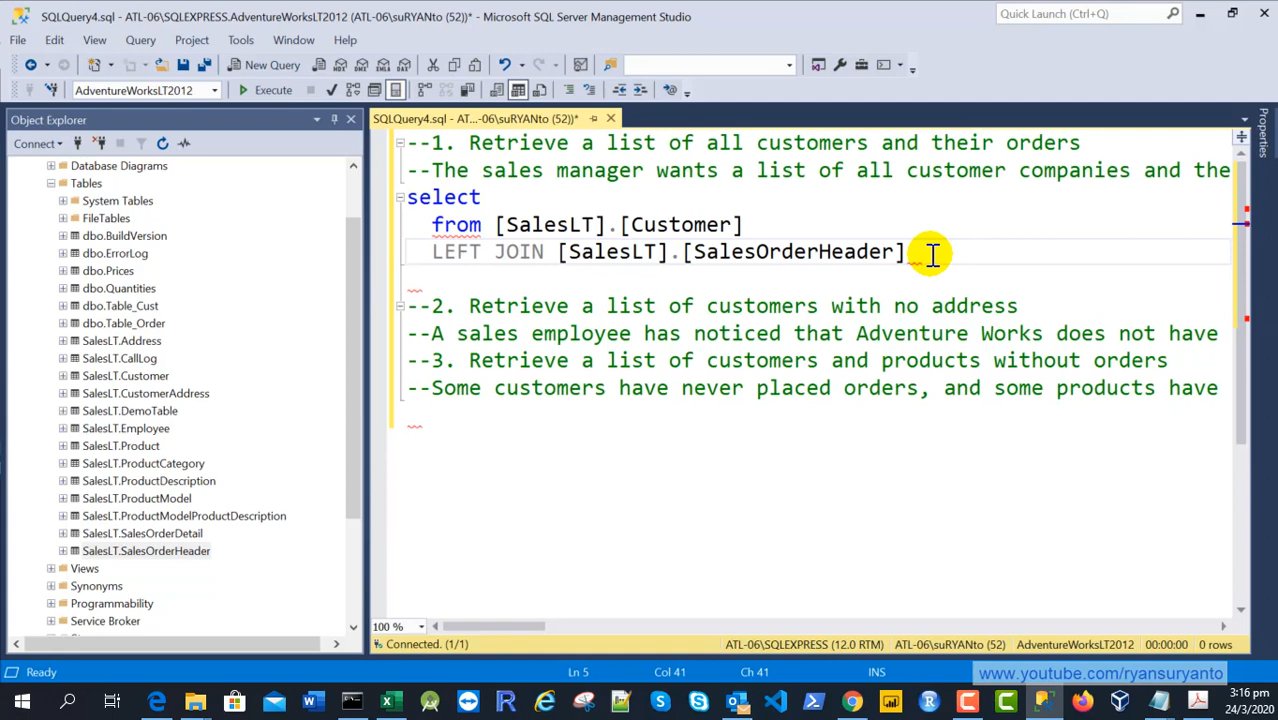 SQLQuery4.sql - ATL-06\SQLEXPRESS.AdventureWorksLT2012 (ATL-06\suRYANto (52))* - Microsoft SQL Server Management Studio
Quick Launch (Ctrl+Q)
File Edit View Query Project Tools Window Help
New Query
AdventureWorksLT2012
Execute
Object Explorer
SQLQuery4.sql - ATL...-06\suRYANto (52))*
Properties
Connect
Database Diagrams
Tables
System Tables
FileTables
dbo.BuildVersion
dbo.ErrorLog
dbo.Prices
dbo.Quantities
dbo.Table_Cust
dbo.Table_Order
SalesLT.Address
SalesLT.CallLog
SalesLT.Customer
SalesLT.CustomerAddress
SalesLT.DemoTable
SalesLT.Employee
SalesLT.Product
SalesLT.ProductCategory
SalesLT.ProductDescription
SalesLT.ProductModel
SalesLT.ProductModelProductDescription
SalesLT.SalesOrderDetail
SalesLT.SalesOrderHeader
Views
Synonyms
Programmability
Service Broker
--1. Retrieve a list of all customers and their orders
--The sales manager wants a list of all customer companies and the
select
from [SalesLT].[Customer]
LEFT JOIN [SalesLT].[SalesOrderHeader]
--2. Retrieve a list of customers with no address
--A sales employee has noticed that Adventure Works does not have
--3. Retrieve a list of customers and products without orders
--Some customers have never placed orders, and some products have
100 %
Connected. (1/1)
ATL-06\SQLEXPRESS (12.0 RTM) ATL-06\suRYANto (52) AdventureWorksLT2012 00:00:00 0 rows
Ready
Ln 5 Col 41 Ch 41 INS
www.youtube.com/ryansuryanto
3:16 pm
24/3/2020